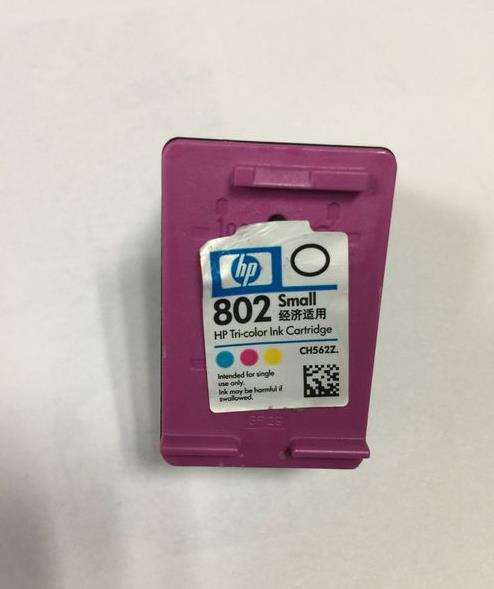 hp
802 Small
经济适用
HP Tri-color Ink Cartridge
CH562Z.
Intended for single
use only.
Ink may be harmful if
swallowed.